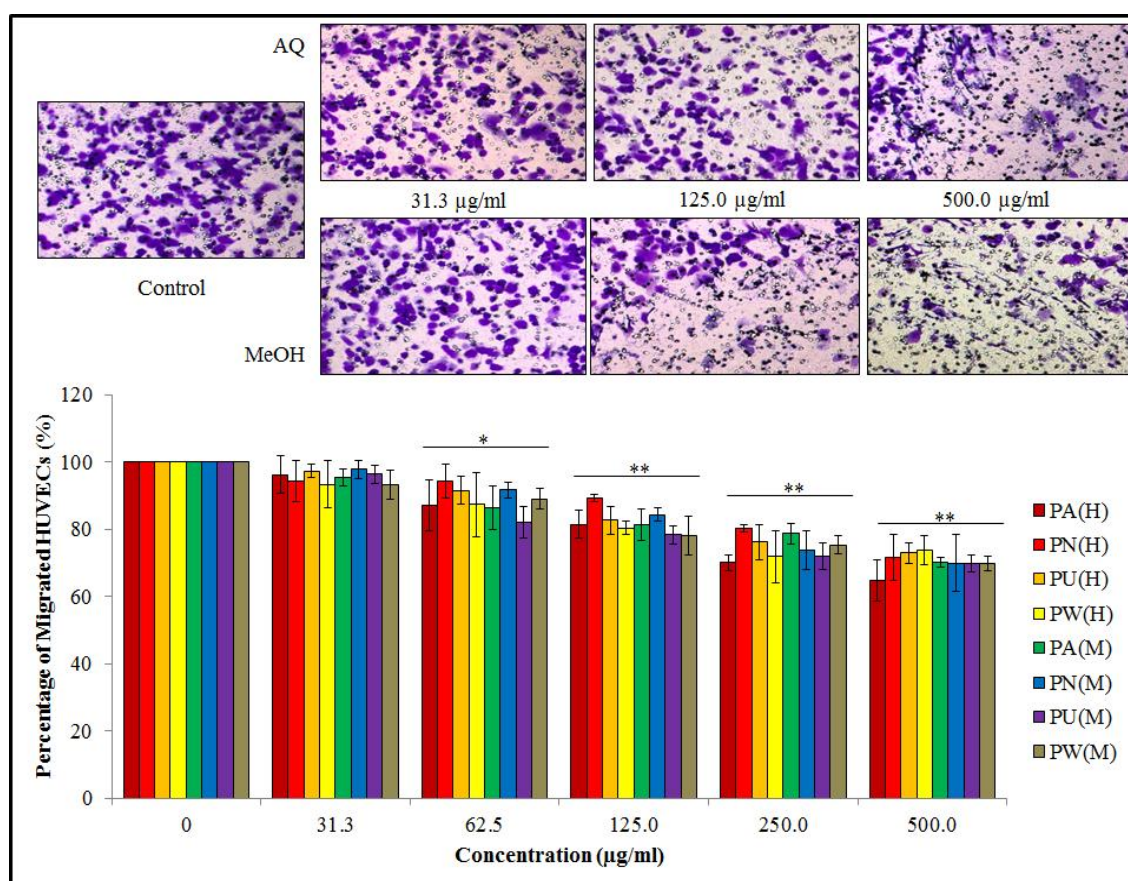 AQ
31.3 µg/ml 125.0 µg/ml 500.0 µg/ml
Control
MeOH
120
100
80
60
40
20
0
Percentage of Migrated HUVECs (%)
*
**
**
**
0 31.3 62.5 125.0 250.0 500.0
Concentration (µg/ml)
PA(H)
PN(H)
PU(H)
PW(H)
PA(M)
PN(M)
PU(M)
PW(M)